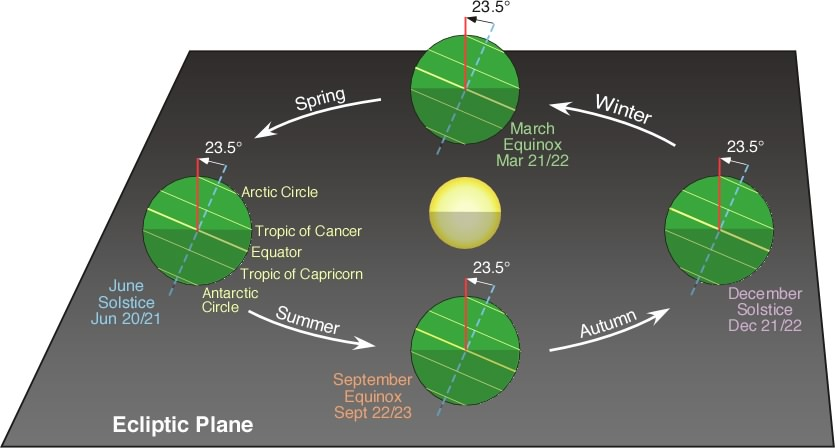 23.5°
Spring
Winter
March
Equinox
Mar 21/22
23.5°
23.5°
Arctic Circle
Tropic of Cancer
Equator
Tropic of Capricorn
Antarctic
Circle
June
Solstice
Jun 20/21
23.5°
December
Solstice
Dec 21/22
Summer
Autumn
September
Equinox
Sept 22/23
Ecliptic Plane